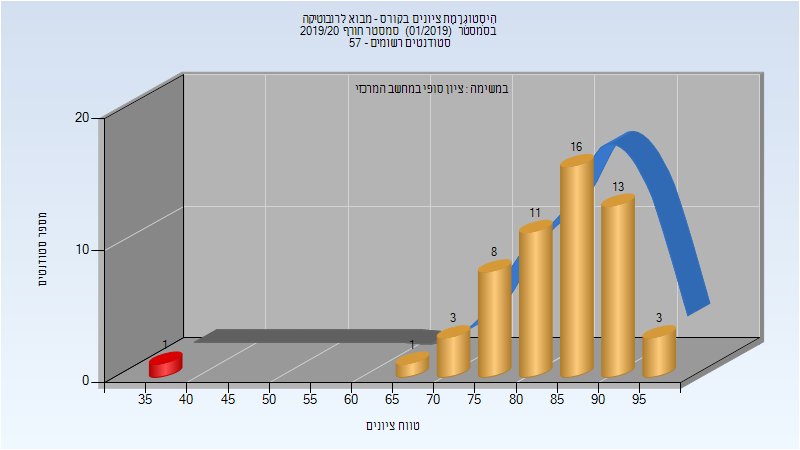 היסטוגרמת ציונים בקורס - מבוא לרובוטיקה
בסמסטר (01/2019) סמסטר חורף 2019/20
סטודנטים רשומים - 57
במשימה : ציון סופי במחשב המרכזי
מספר סטודנטים
20
10
0
1
1
3
8
11
16
13
3
35 40 45 50 55 60 65 70 75 80 85 90 95
טווח ציונים